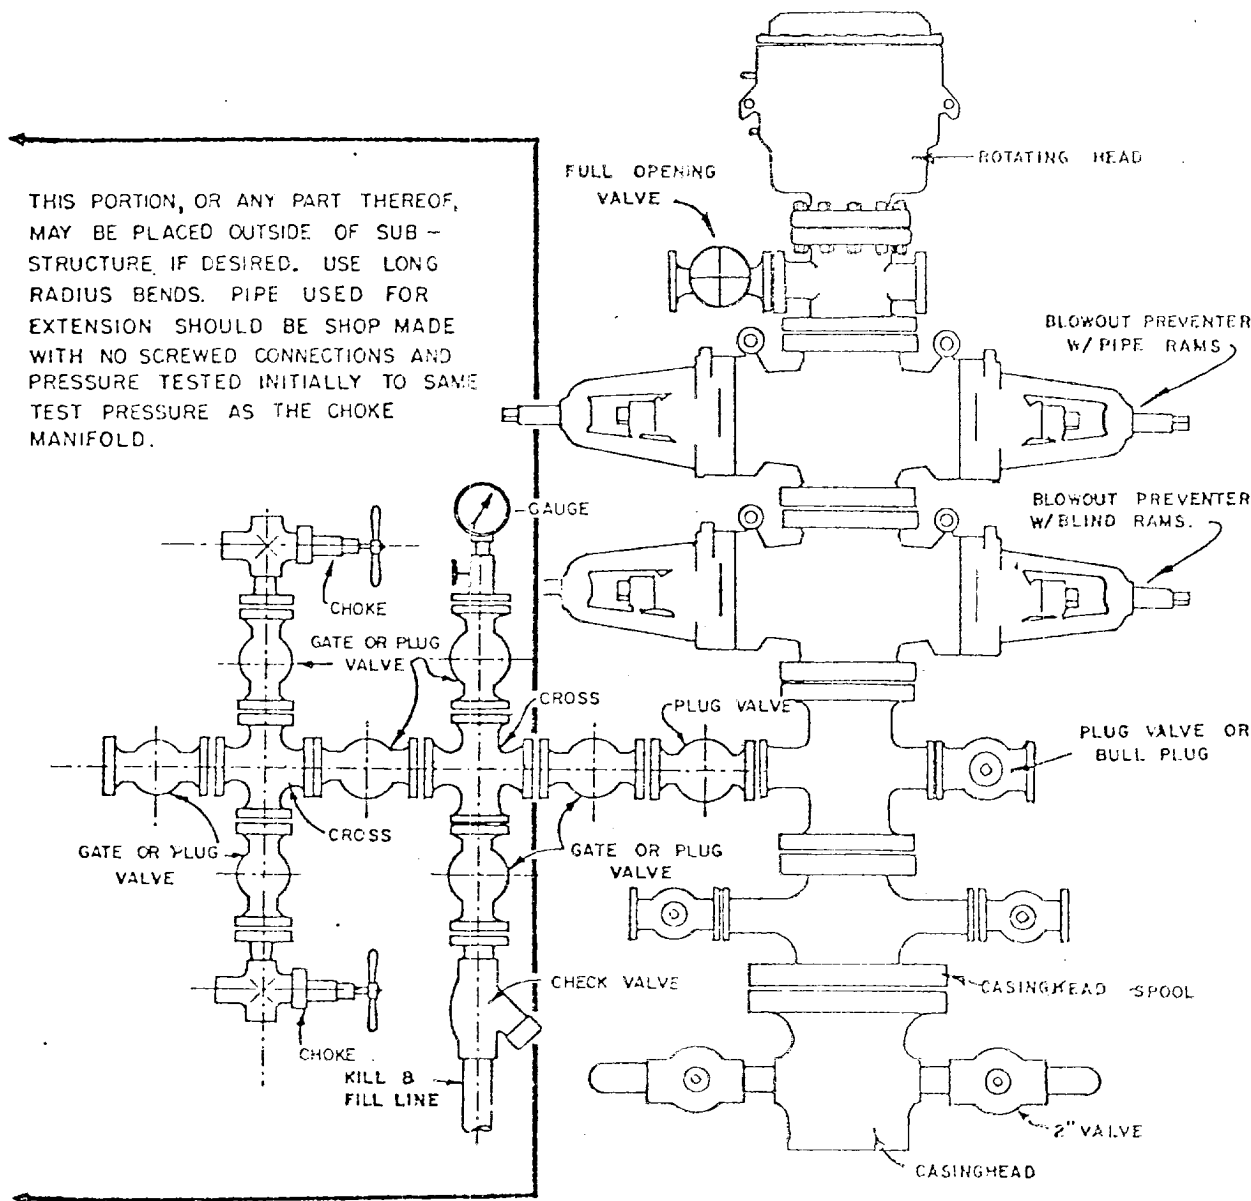 ROTATING HEAD
FULL OPENING
VALVE
THIS PORTION, OR ANY PART THEREOF,
MAY BE PLACED OUTSIDE OF SUB-
STRUCTURE IF DESIRED. USE LONG
RADIUS BENDS. PIPE USED FOR
EXTENSION SHOULD BE SHOP MADE
WITH NO SCREWED CONNECTIONS AND
PRESSURE TESTED INITIALLY TO SAME
TEST PRESSURE AS THE CHOKE
MANIFOLD.
BLOWOUT PREVENTER
W/PIPE RAMS
BLOWOUT PREVENTER
W/BLIND RAMS.
GAUGE
CHOKE
GATE OR PLUG
VALVE
CROSS
PLUG VALVE
PLUG VALVE OR
BULL PLUG
CROSS
GATE OR PLUG
VALVE
GATE OR PLUG
VALVE
CHECK VALVE
CASINGHEAD SPOOL
CHOKE
KILL &
FILL LINE
2" VALVE
CASINGHEAD